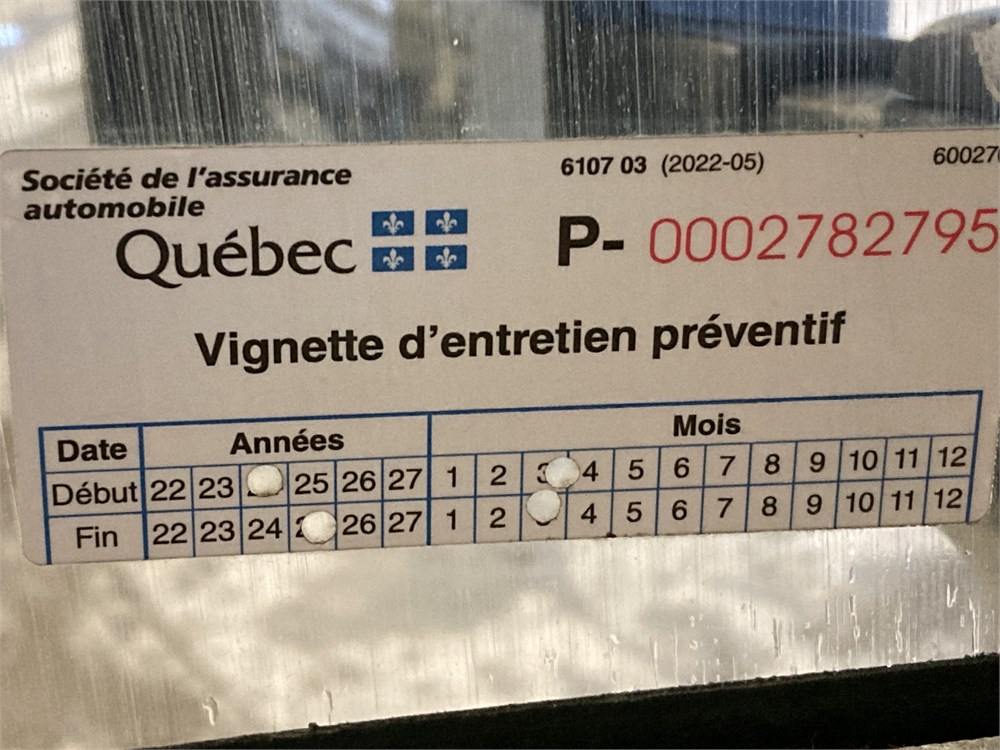 Société de l'assurance
automobile
Québec
6107 03 (2022-05)
60027
P- 0002782795
Vignette d'entretien préventif
Date Années Mois
Début 22 23 25 26 27 1 2 3 4 5 6 7 8 9 10 11 12
Fin 22 23 24 26 27 1 2 4 5 6 7 8 9 10 11 12